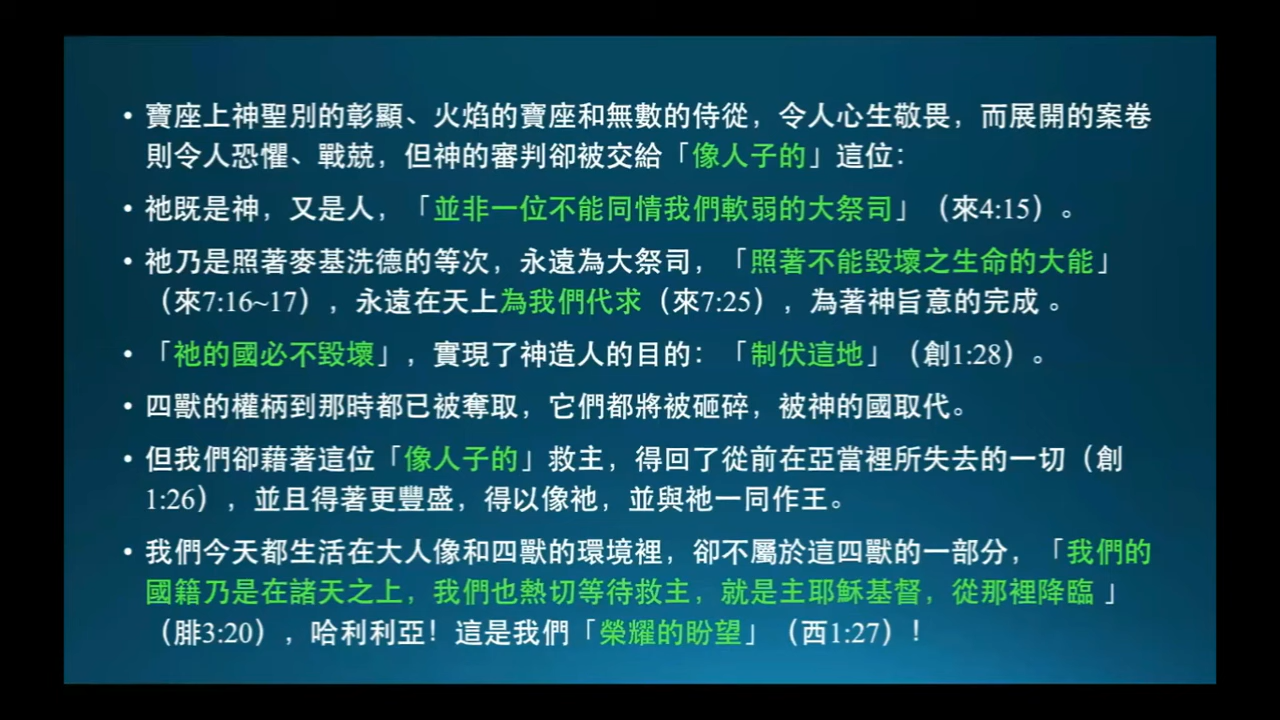 • 寶座上神聖別的彰顯、火焰的寶座和無數的侍從，令人心生敬畏，而展開的案卷
則令人恐懼、戰兢，但神的審判卻被交給「像人子的」這位：
• 祂既是神，又是人，「並非一位不能同情我們軟弱的大祭司」（來4:15）。
• 祂乃是照著麥基洗德的等次，永遠為大祭司，「照著不能毀壞之生命的大能」
（來7:16~17），永遠在天上為我們代求（來7:25），為著神旨意的完成 。
• 「祂的國必不毀壞」，實現了神造人的目的：「制伏這地」（創1:28）。
• 四獸的權柄到那時都已被奪取，它們都將被砸碎，被神的國取代。
• 但我們卻藉著這位「像人子的」救主，得回了從前在亞當裡所失去的一切（創
1:26），並且得著更豐盛，得以像祂，並與祂一同作王。
• 我們今天都生活在大人像和四獸的環境裡，卻不屬於這四獸的一部分，「我們的
國籍乃是在諸天之上，我們也熱切等待救主，就是主耶穌基督，從那裡降臨 」
（腓3:20），哈利利亞！這是我們「榮耀的盼望」（西1:27）！